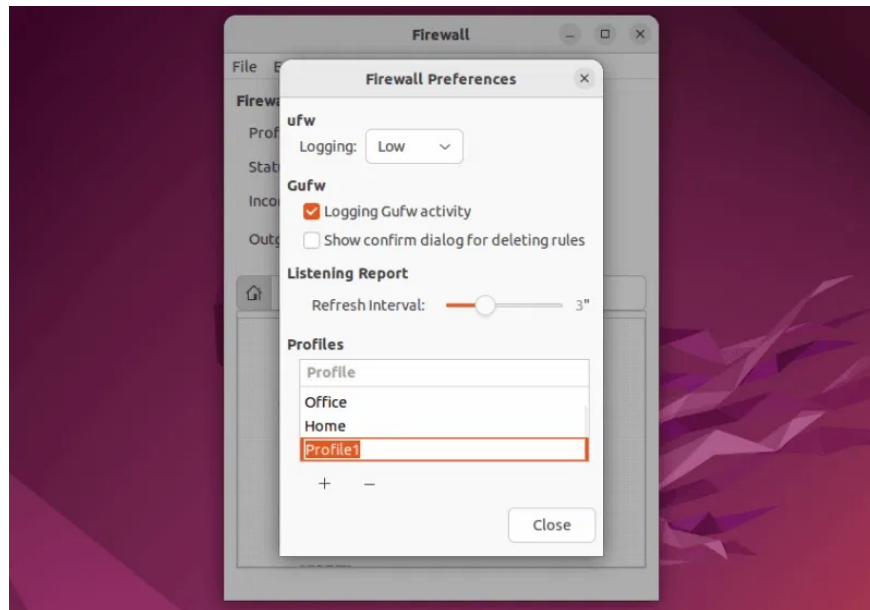 Firewall
File E
Firewall Preferences
Firewa
ufw
Prof
Logging: Low
Stat
Gufw
Inco
Logging Gufw activity
Outg
Show confirm dialog for deleting rules
Listening Report
Refresh Interval: 3"
Profiles
Profile
Office
Home
Profile1
+ −
Close